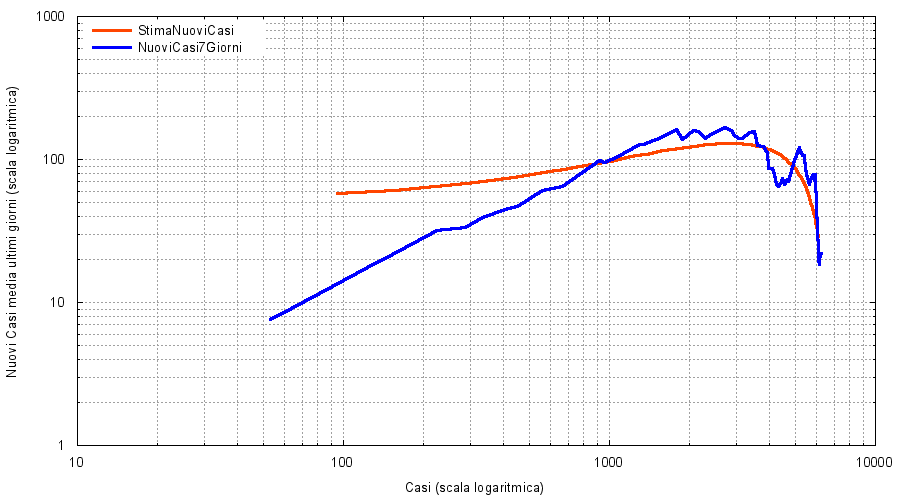 1000
StimaNuoviCasi
NuoviCasi7Giorni
100
10
1
Nuovi Casi media ultimi giorni (scala logaritmica)
10 100 1000 10000
Casi (scala logaritmica)